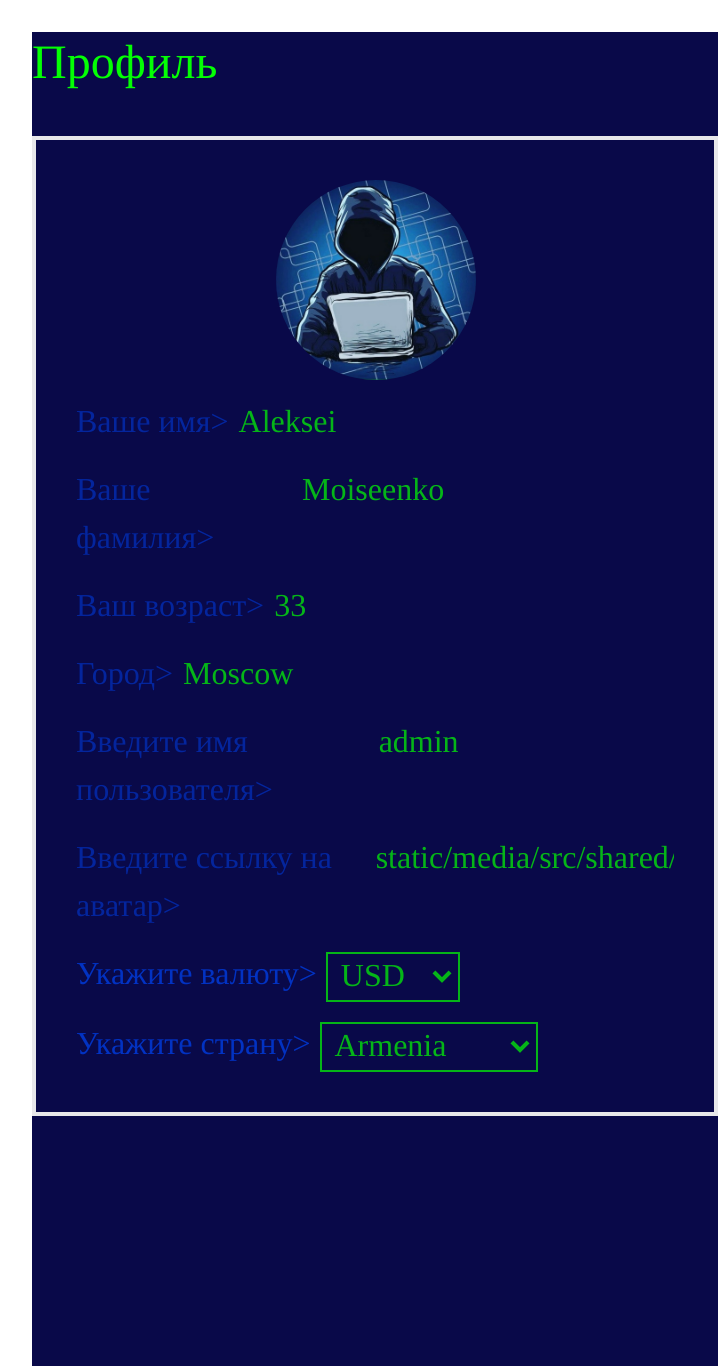 Профиль
Ваше имя> Aleksei
Ваше Moiseenko
фамилия>
Ваш возраст> 33
Город> Moscow
Введите имя admin
пользователя>
Введите ссылку на static/media/src/shared/
аватар>
Укажите валюту> USD
Укажите страну> Armenia